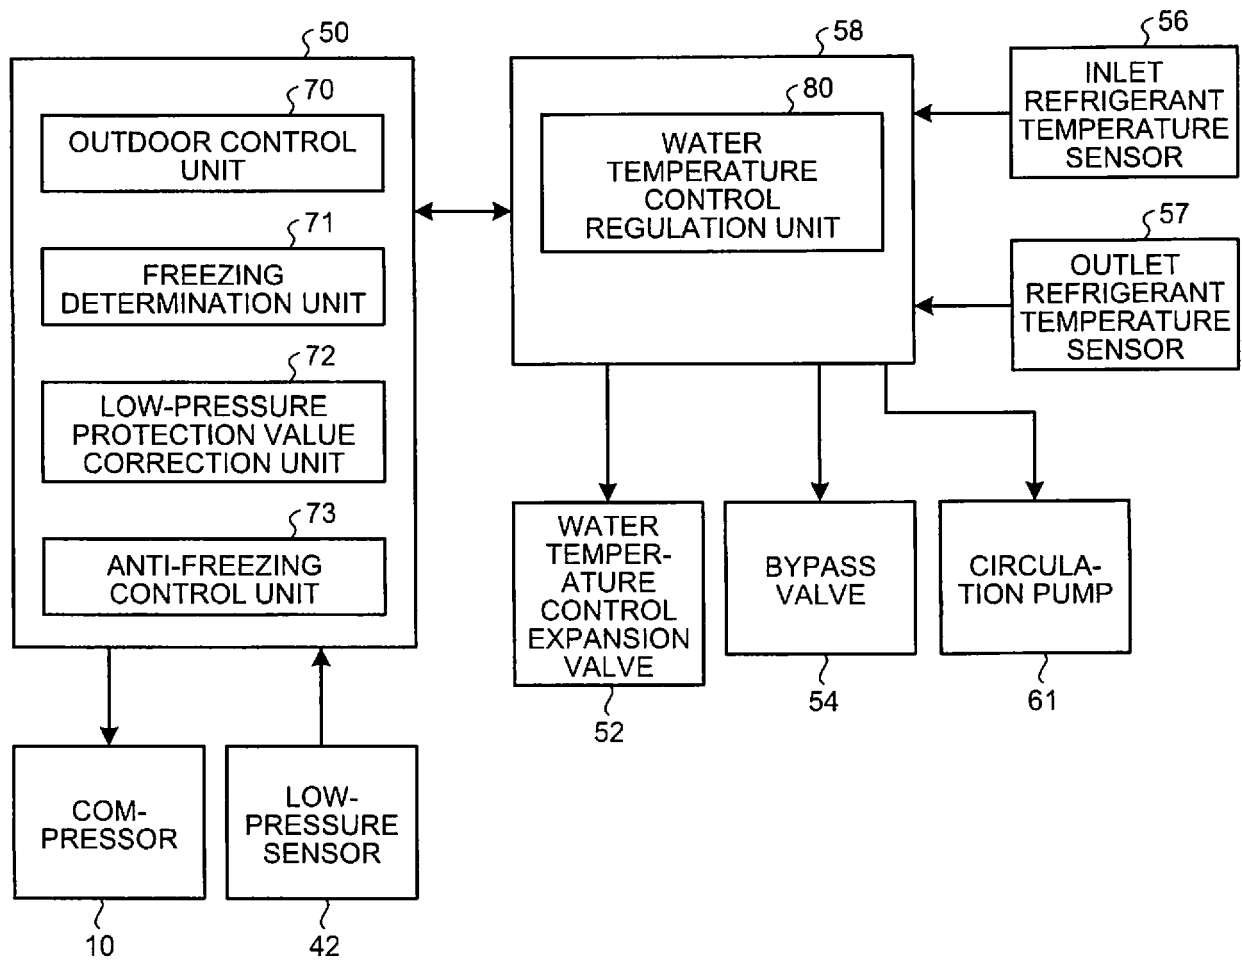 50
70
OUTDOOR CONTROL
UNIT
71
FREEZING
DETERMINATION UNIT
72
LOW-PRESSURE
PROTECTION VALUE
CORRECTION UNIT
73
ANTI-FREEZING
CONTROL UNIT
58
80
WATER
TEMPERATURE
CONTROL
REGULATION UNIT
56
INLET
REFRIGERANT
TEMPERATURE
SENSOR
57
OUTLET
REFRIGERANT
TEMPERATURE
SENSOR
WATER
TEMPER-
ATURE
CONTROL
EXPANSION
VALVE
52
BYPASS
VALVE
54
CIRCULA-
TION PUMP
61
COM-
PRESSOR
10
LOW-
PRESSURE
SENSOR
42